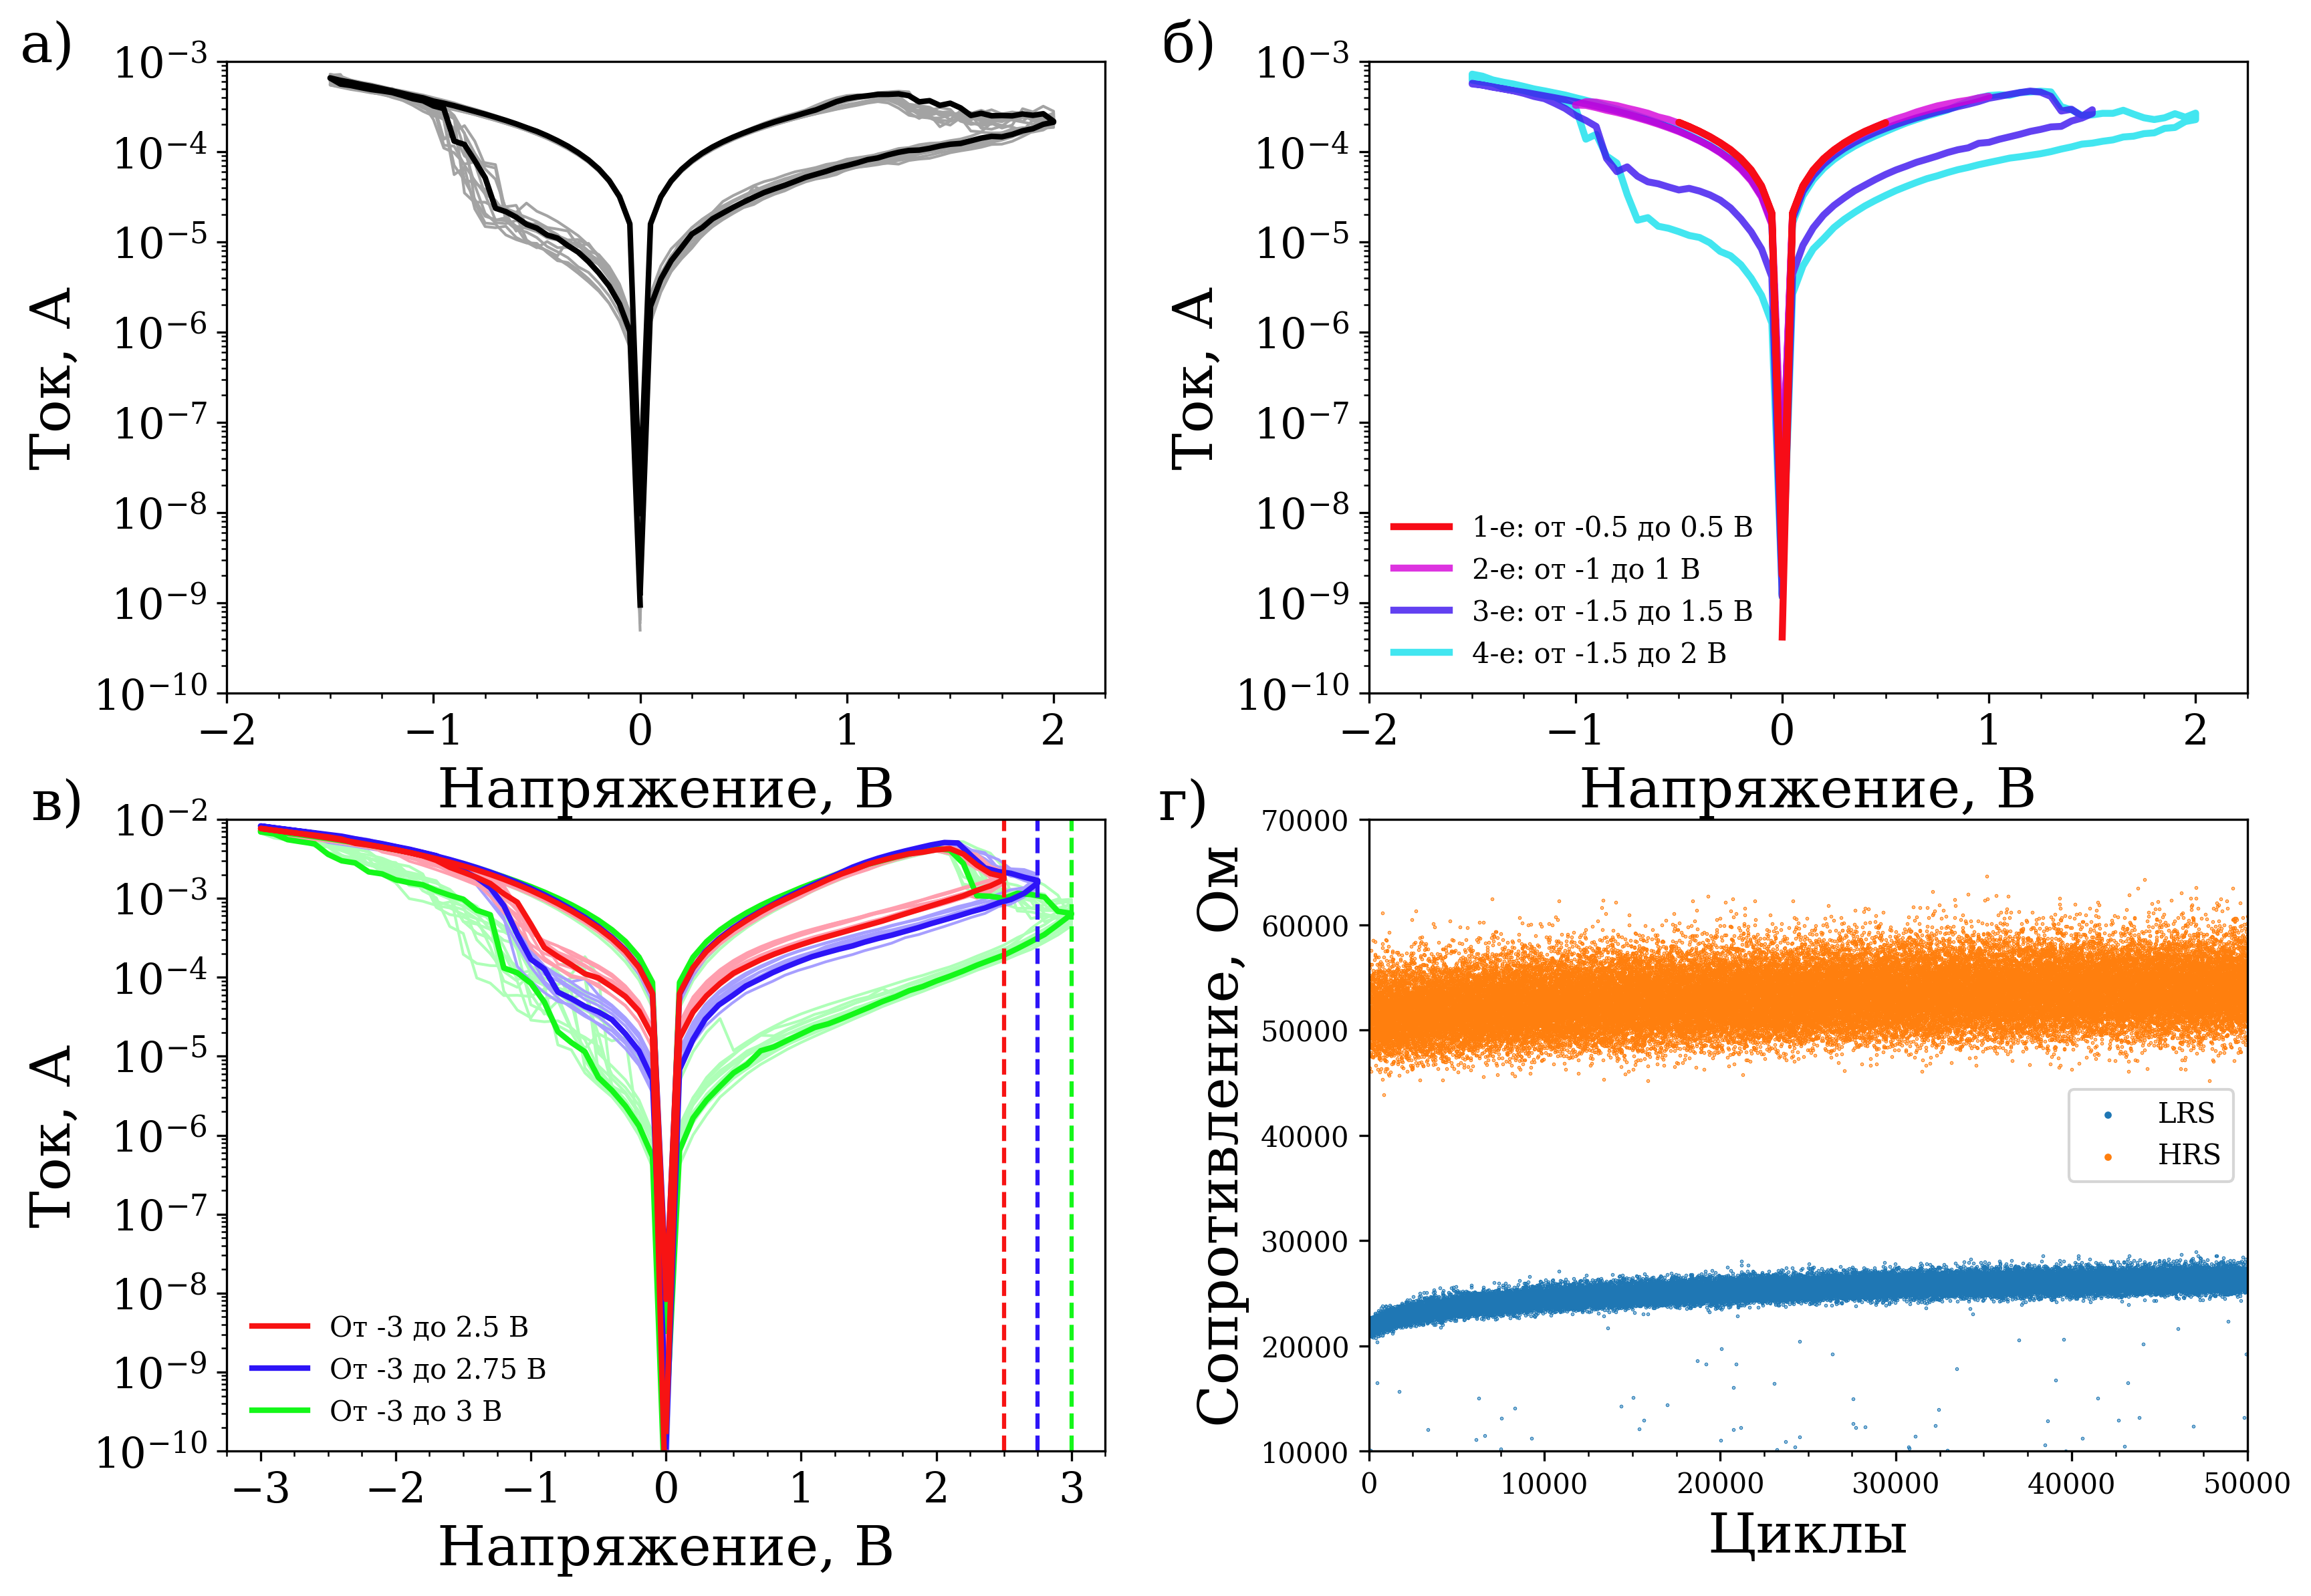 а)
10⁻³
10⁻⁴
10⁻⁵
10⁻⁶
10⁻⁷
10⁻⁸
10⁻⁹
10⁻¹⁰
Ток, А
−2 −1 0 1 2
Напряжение, В
б)
10⁻³
10⁻⁴
10⁻⁵
10⁻⁶
10⁻⁷
10⁻⁸
10⁻⁹
10⁻¹⁰
Ток, А
1-е: от -0.5 до 0.5 В
2-е: от -1 до 1 В
3-е: от -1.5 до 1.5 В
4-е: от -1.5 до 2 В
−2 −1 0 1 2
Напряжение, В
в)
10⁻²
10⁻³
10⁻⁴
10⁻⁵
10⁻⁶
10⁻⁷
10⁻⁸
10⁻⁹
10⁻¹⁰
Ток, А
От -3 до 2.5 В
От -3 до 2.75 В
От -3 до 3 В
−3 −2 −1 0 1 2 3
Напряжение, В
г)
70000
60000
50000
40000
30000
20000
10000
Сопротивление, Ом
LRS
HRS
0 10000 20000 30000 40000 50000
Циклы